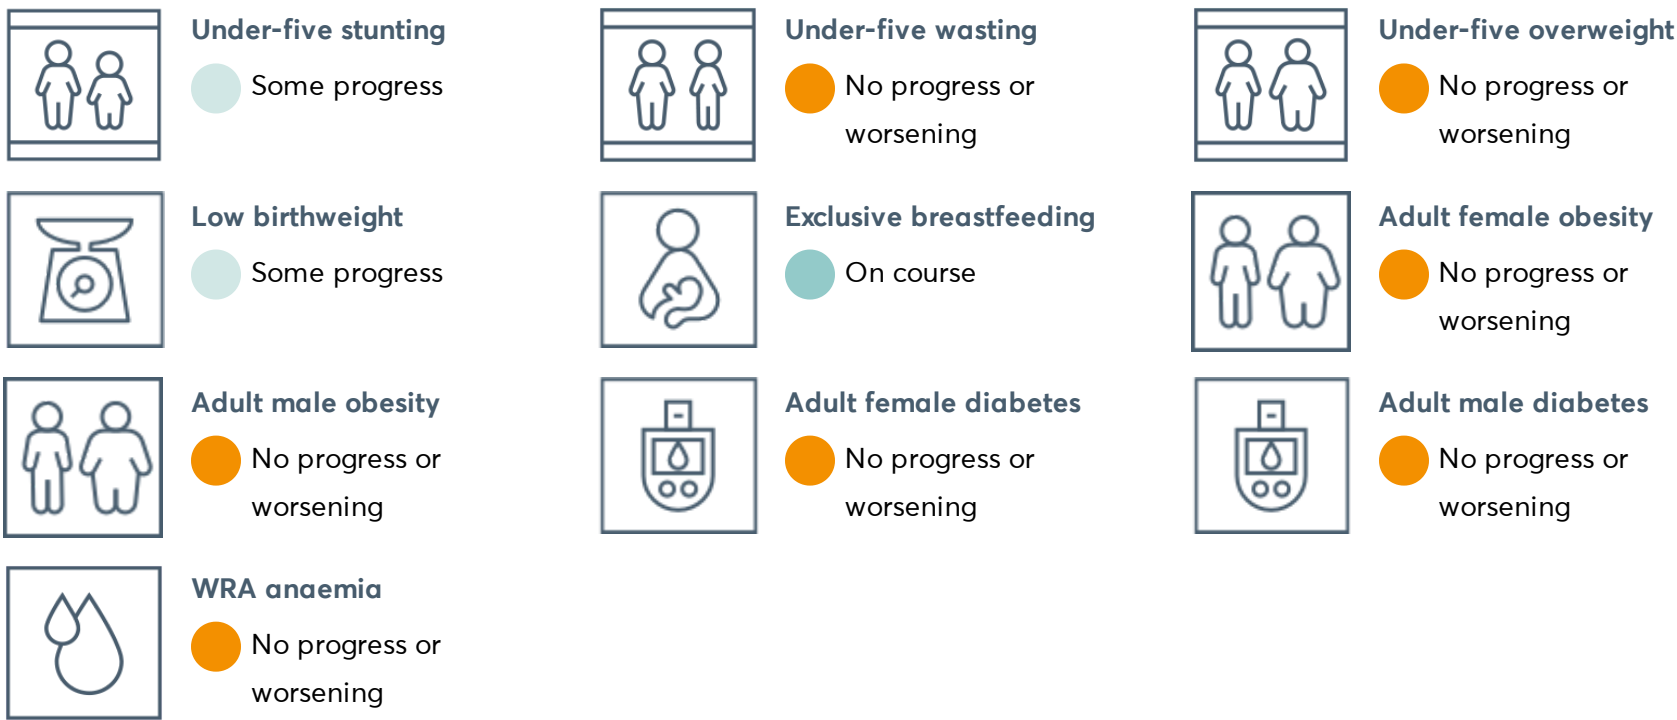 Under-five stunting
Some progress
Under-five wasting
No progress or
worsening
Under-five overweight
No progress or
worsening
Low birthweight
Some progress
Exclusive breastfeeding
On course
Adult female obesity
No progress or
worsening
Adult male obesity
No progress or
worsening
Adult female diabetes
No progress or
worsening
Adult male diabetes
No progress or
worsening
WRA anaemia
No progress or
worsening